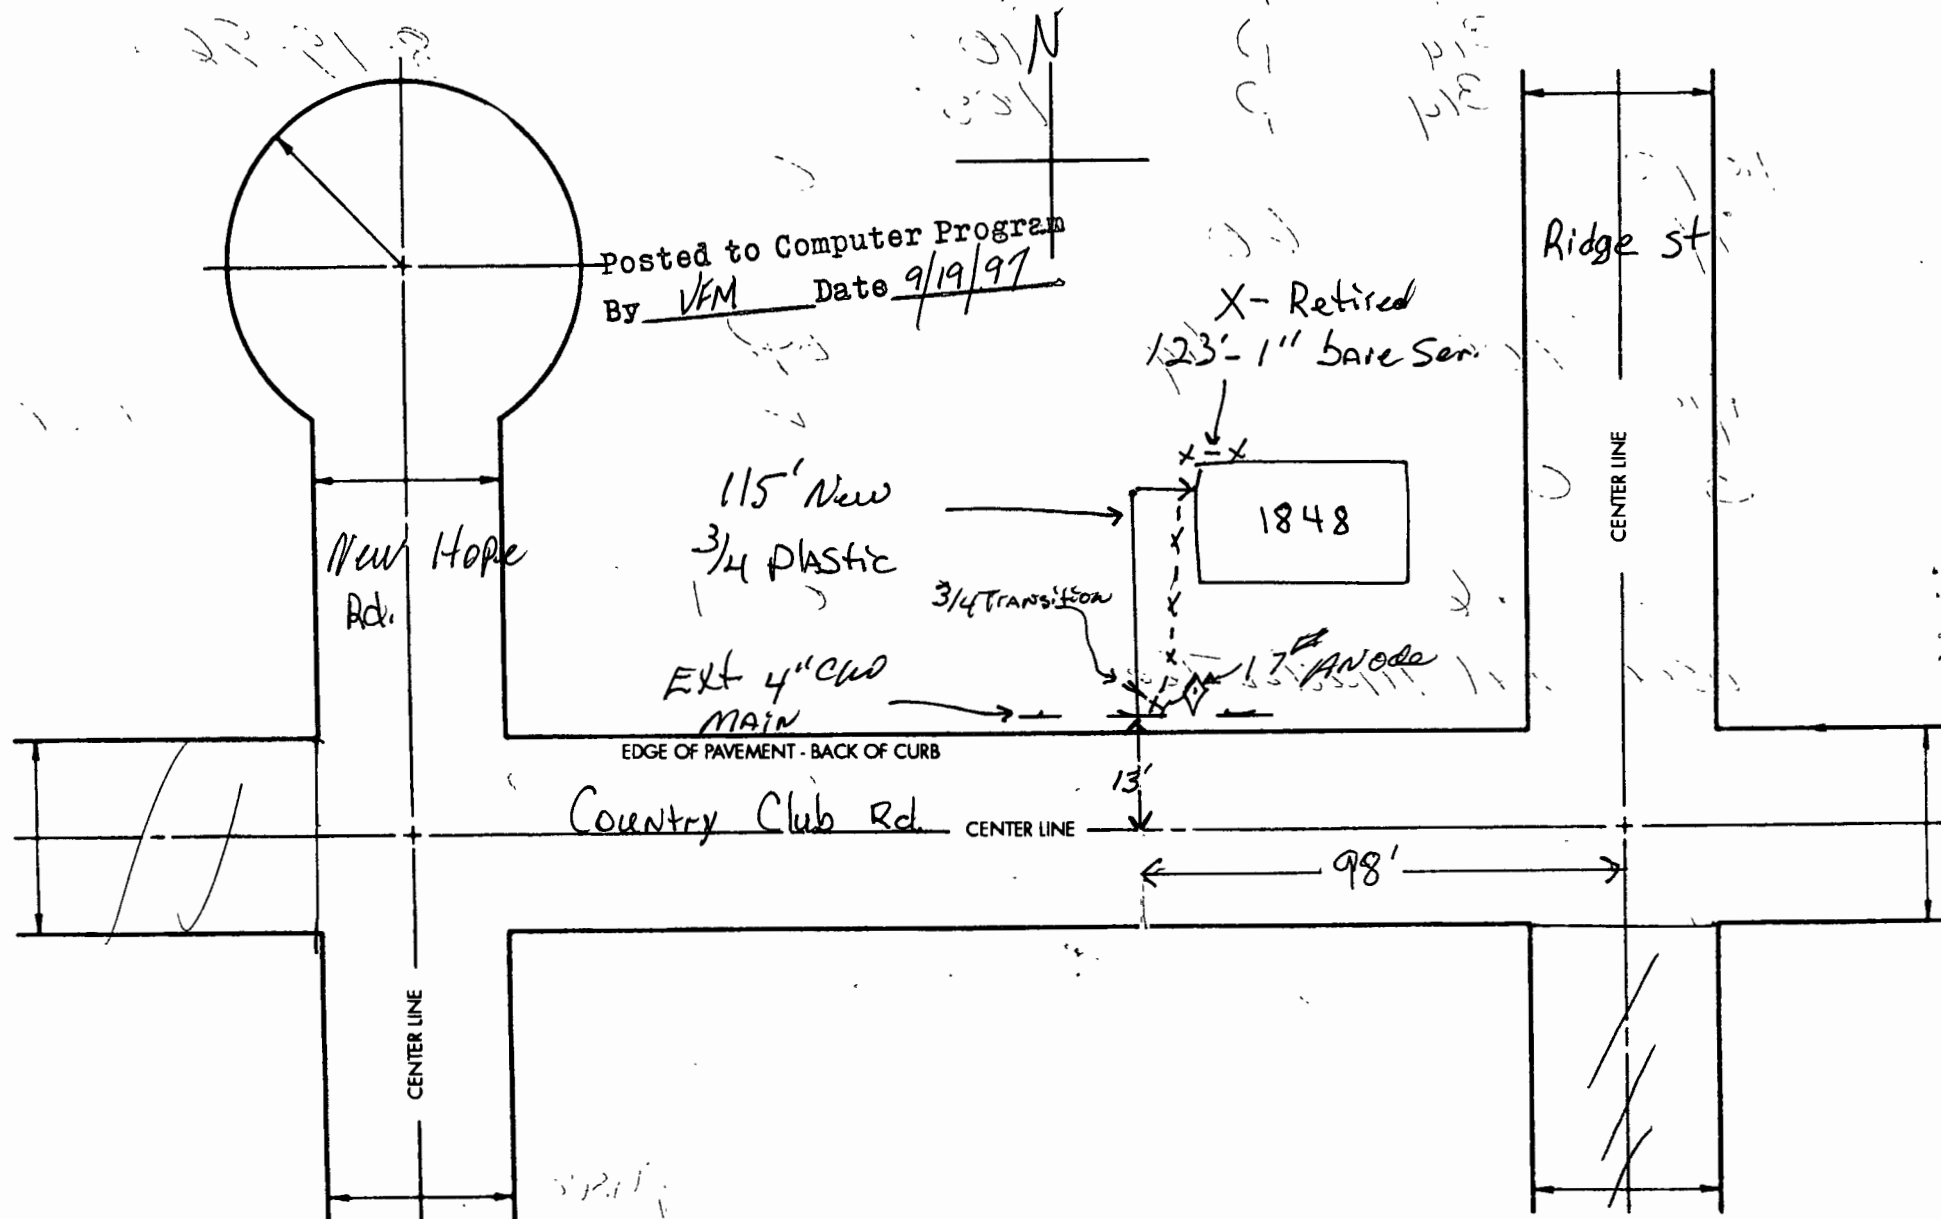 N
Posted to Computer Program
By VFM Date 9/19/97
Ridge St
X- Retired
123'- 1" bare Ser.
115' New
3/4 Plastic
X - X
1848
CENTER LINE
New Hope
Rd.
3/4 Transition
17# Anode
Ext 4"
MAIN
EDGE OF PAVEMENT - BACK OF CURB
13'
Country Club Rd.
CENTER LINE
98'
CENTER LINE